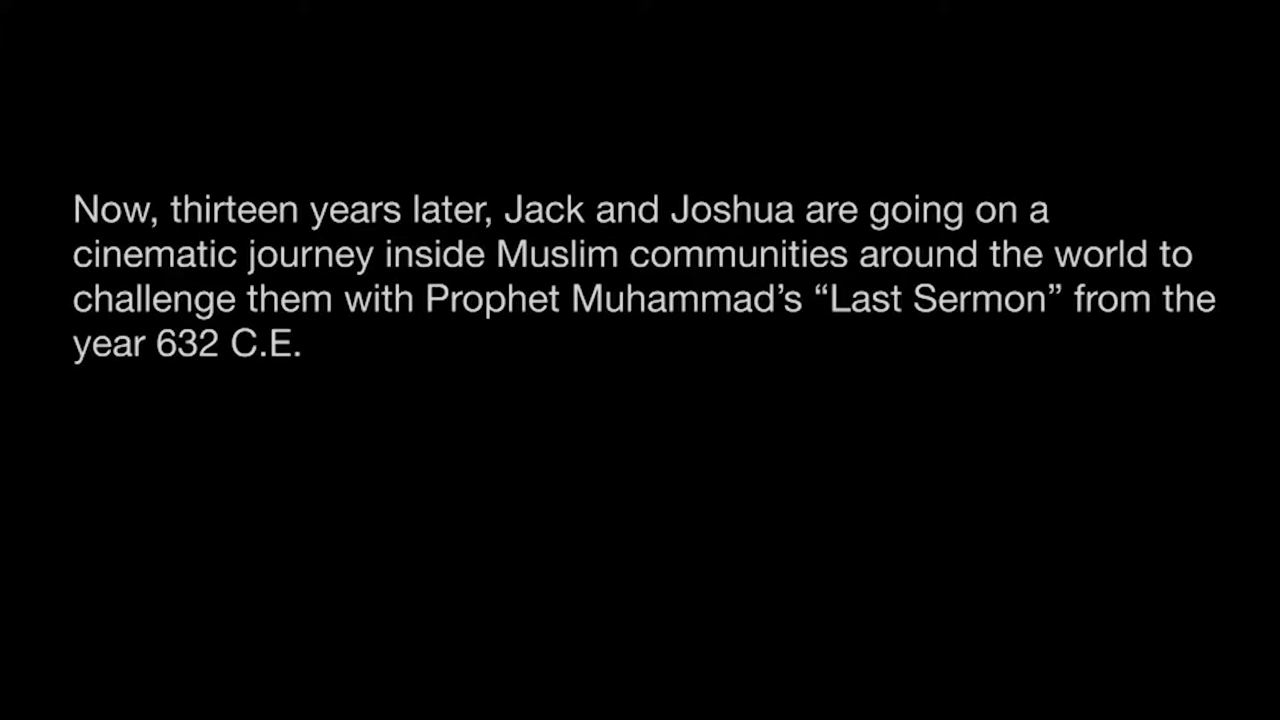 Now, thirteen years later, Jack and Joshua are going on a
cinematic journey inside Muslim communities around the world to
challenge them with Prophet Muhammad’s “Last Sermon” from the
year 632 C.E.